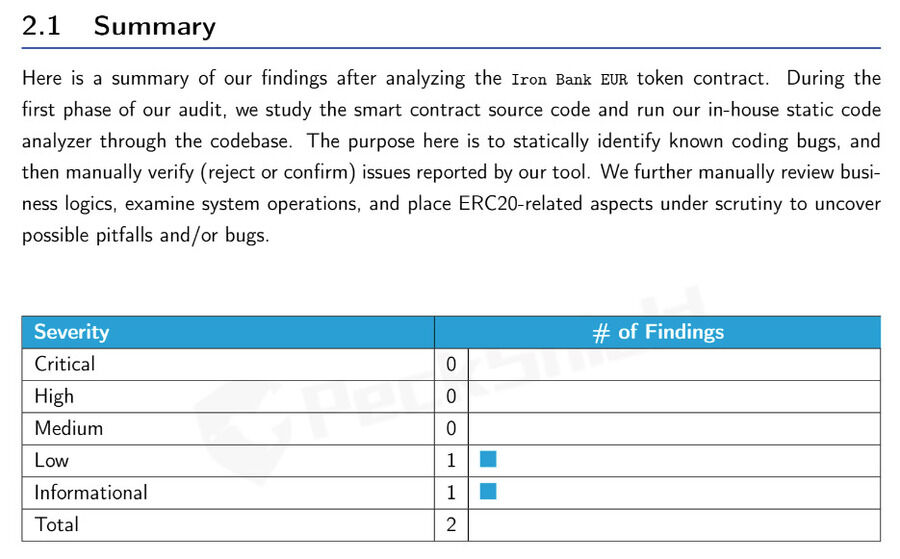 2.1 Summary
Here is a summary of our findings after analyzing the Iron Bank EUR token contract. During the
first phase of our audit, we study the smart contract source code and run our in-house static code
analyzer through the codebase. The purpose here is to statically identify known coding bugs, and
then manually verify (reject or confirm) issues reported by our tool. We further manually review busi-
ness logics, examine system operations, and place ERC20-related aspects under scrutiny to uncover
possible pitfalls and/or bugs.
Severity # of Findings
Critical 0
High 0
Medium 0
Low 1
Informational 1
Total 2
PeckShield